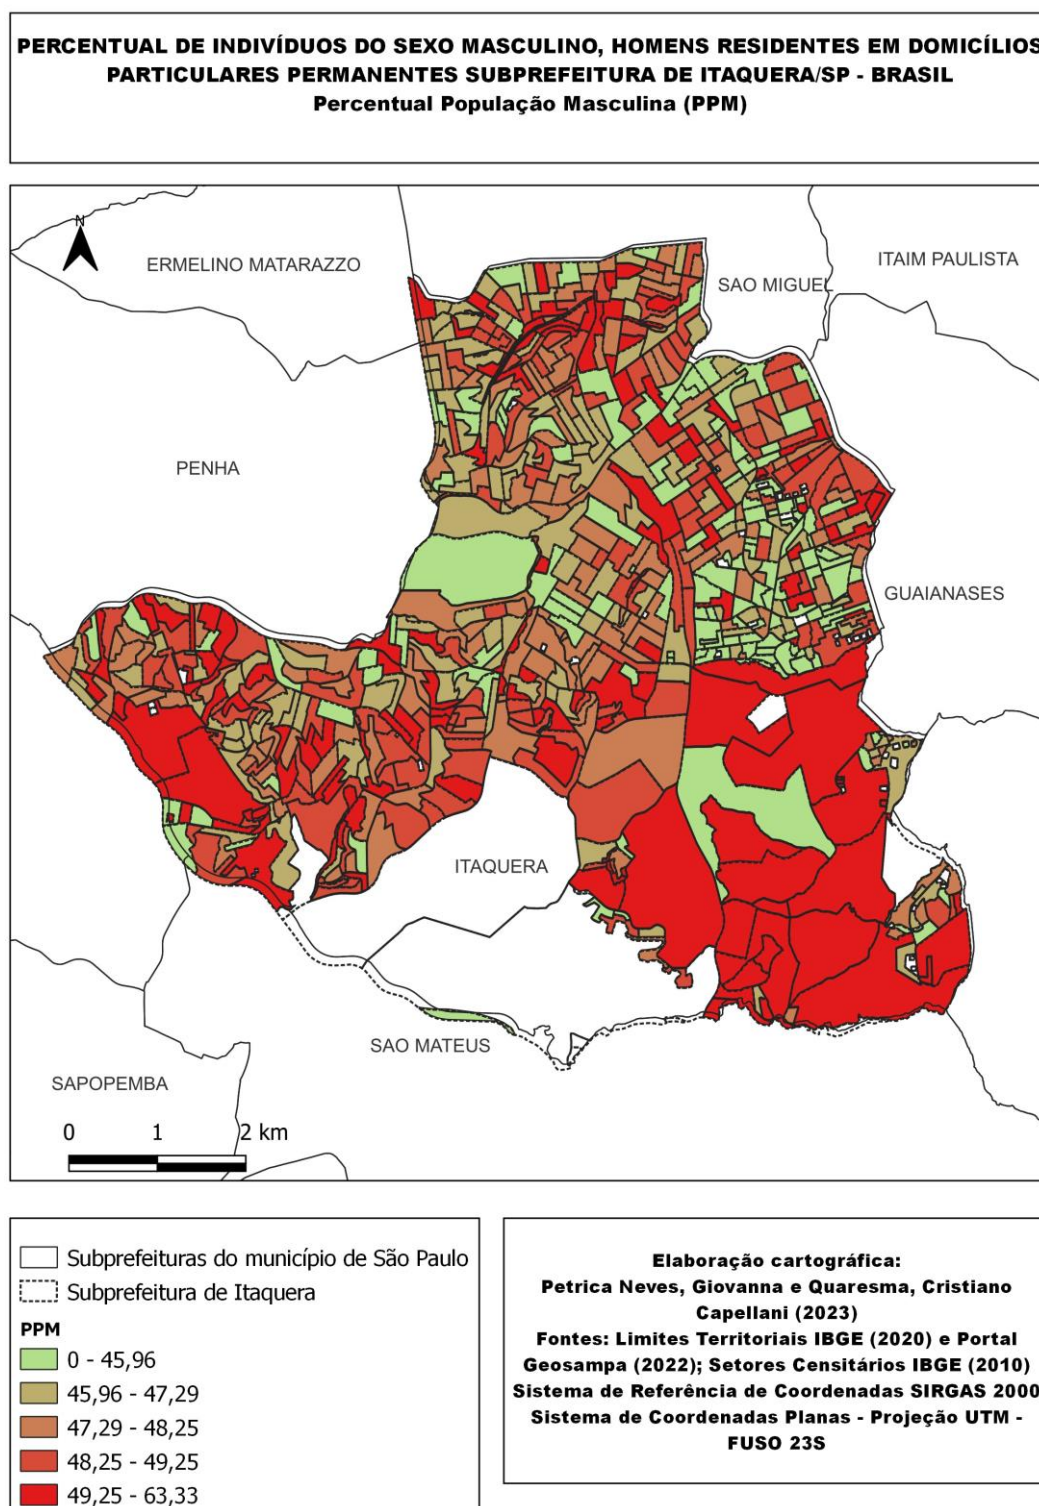 PERCENTUAL DE INDIVÍDUOS DO SEXO MASCULINO, HOMENS RESIDENTES EM DOMICÍLIOS
PARTICULARES PERMANENTES SUBPREFEITURA DE ITAQUERA/SP - BRASIL
Percentual População Masculina (PPM)
N
ERMELINO MATARAZZO
ITAIM PAULISTA
SAO MIGUEL
PENHA
GUAIANASES
ITAQUERA
SAO MATEUS
SAPOPEMBA
0 1 2 km
Subprefeituras do município de São Paulo
Subprefeitura de Itaquera
PPM
0 - 45,96
45,96 - 47,29
47,29 - 48,25
48,25 - 49,25
49,25 - 63,33
Elaboração cartográfica:
Petrica Neves, Giovanna e Quaresma, Cristiano
Capellani (2023)
Fontes: Limites Territoriais IBGE (2020) e Portal
Geosampa (2022); Setores Censitários IBGE (2010)
Sistema de Referência de Coordenadas SIRGAS 2000
Sistema de Coordenadas Planas - Projeção UTM -
FUSO 23S